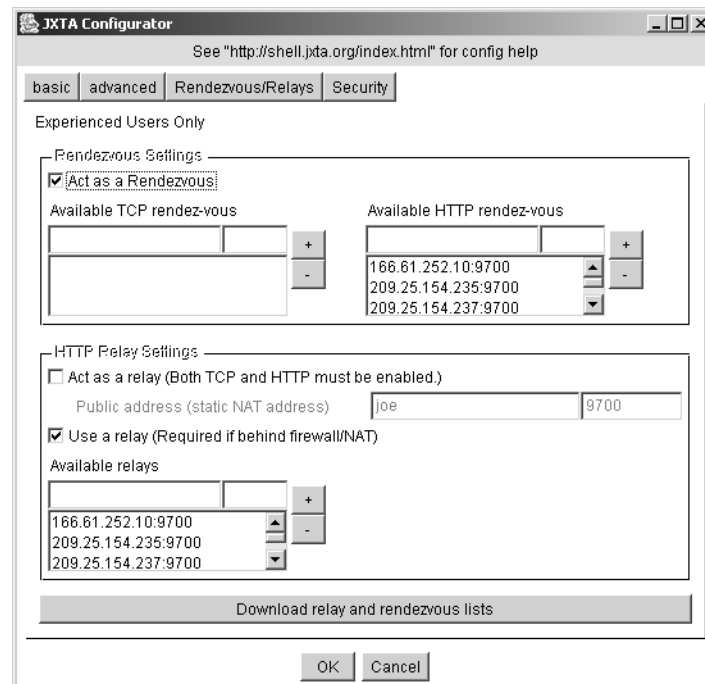 JXTA Configurator
See "http://shell.jxta.org/index.html" for config help
basic advanced Rendezvous/Relays Security
Experienced Users Only
Rendezvous Settings
Act as a Rendezvous
Available TCP rendez-vous Available HTTP rendez-vous
+ +
- -
166.61.252.10:9700
209.25.154.235:9700
209.25.154.237:9700
HTTP Relay Settings
Act as a relay (Both TCP and HTTP must be enabled.)
Public address (static NAT address) joe 9700
Use a relay (Required if behind firewall/NAT)
Available relays
+
-
166.61.252.10:9700
209.25.154.235:9700
209.25.154.237:9700
Download relay and rendezvous lists
OK Cancel